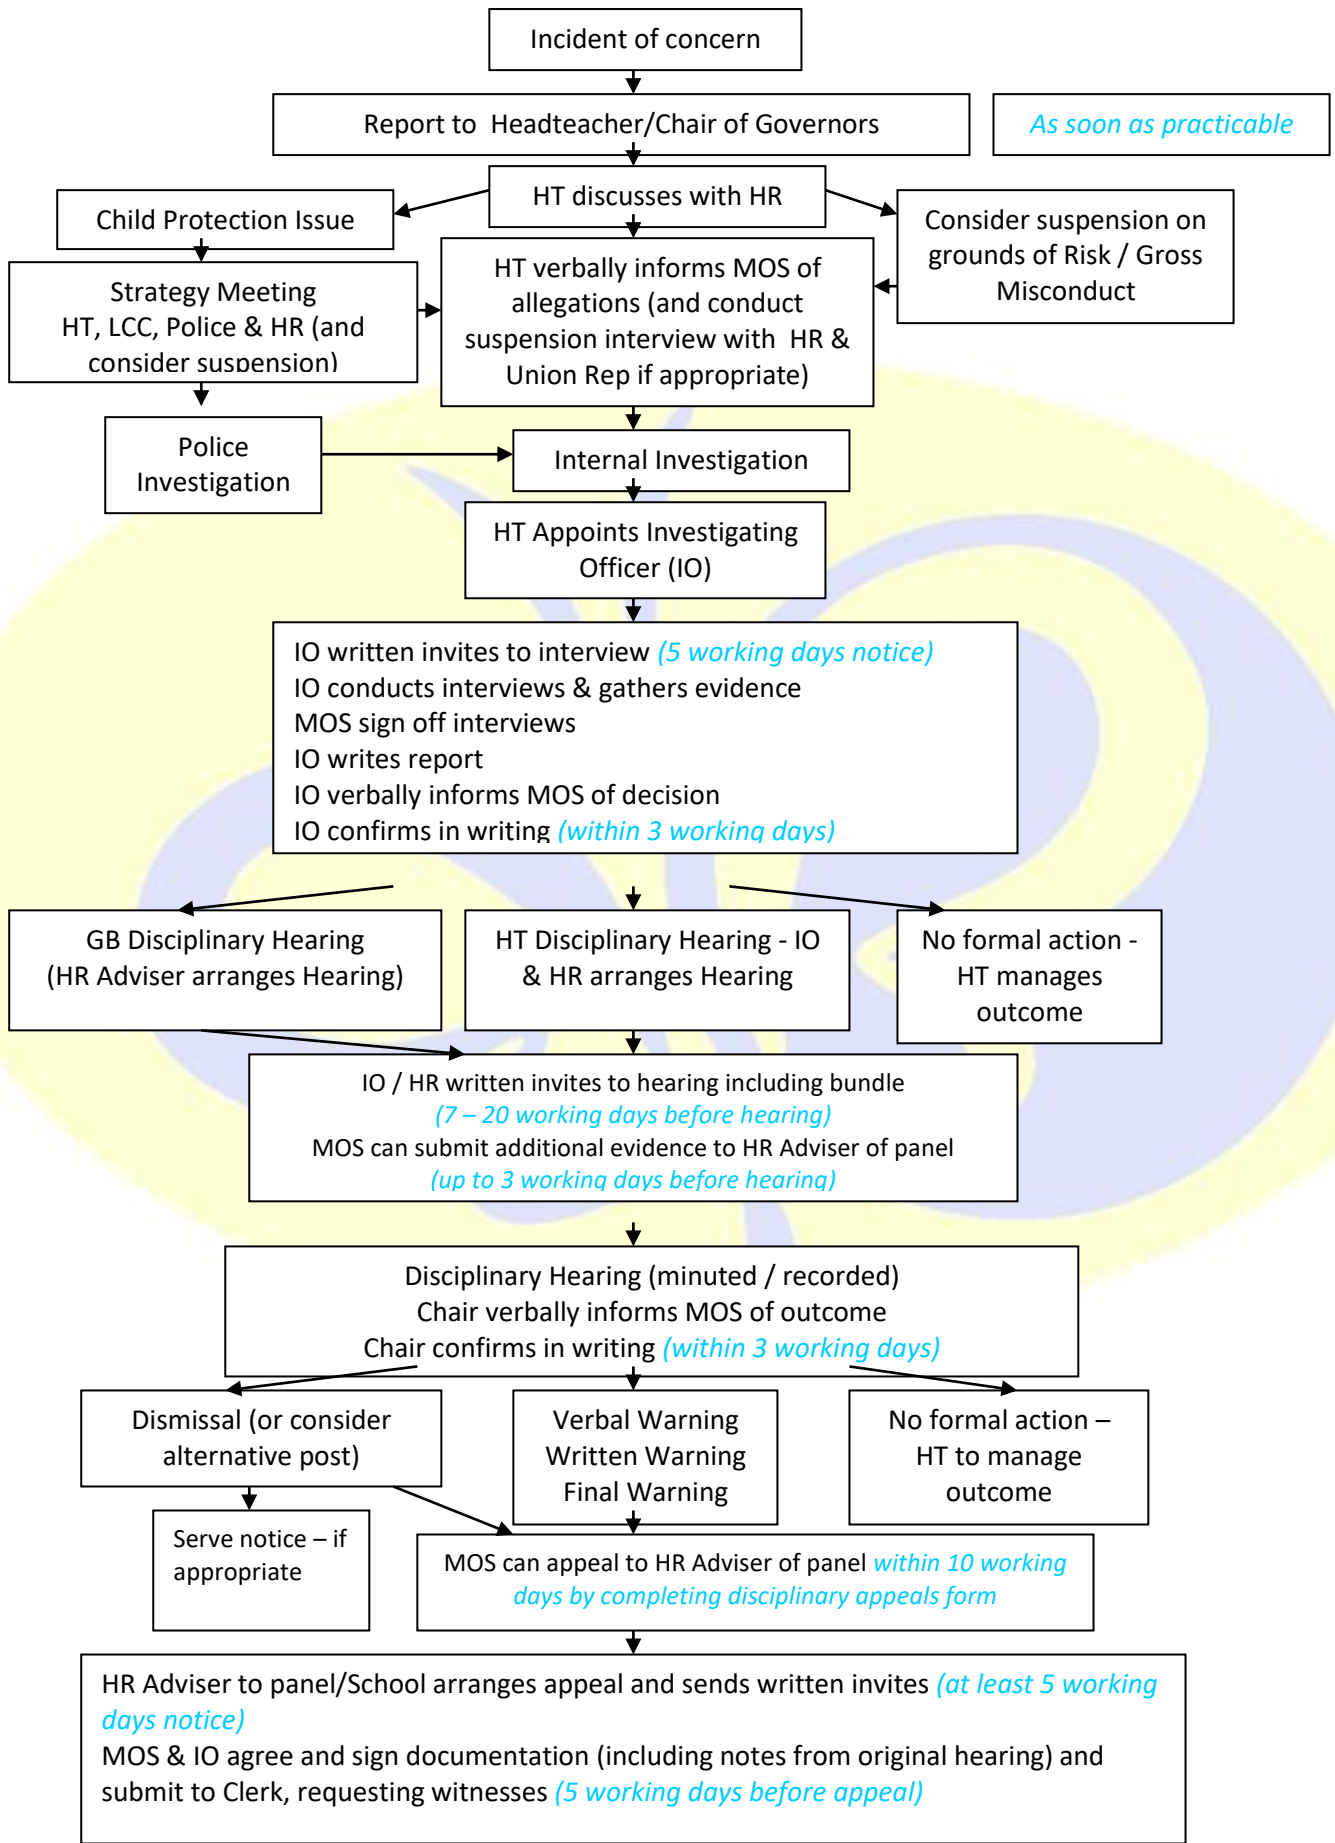 Incident of concern
Report to  Headteacher/Chair of Governors
As soon as practicable
HT discusses with HR
Child Protection Issue
Consider suspension on
grounds of Risk / Gross
Misconduct
Strategy Meeting
HT, LCC, Police & HR (and
consider suspension)
HT verbally informs MOS of
allegations (and conduct
suspension interview with  HR &
Union Rep if appropriate)
Police
Investigation
Internal Investigation
HT Appoints Investigating
Officer (IO)
IO written invites to interview (5 working days notice)
IO conducts interviews & gathers evidence
MOS sign off interviews
IO writes report
IO verbally informs MOS of decision
IO confirms in writing (within 3 working days)
GB Disciplinary Hearing
(HR Adviser arranges Hearing)
HT Disciplinary Hearing - IO
& HR arranges Hearing
No formal action -
HT manages
outcome
IO / HR written invites to hearing including bundle
(7 – 20 working days before hearing)
MOS can submit additional evidence to HR Adviser of panel
(up to 3 working days before hearing)
Disciplinary Hearing (minuted / recorded)
Chair verbally informs MOS of outcome
Chair confirms in writing (within 3 working days)
Dismissal (or consider
alternative post)
Verbal Warning
Written Warning
Final Warning
No formal action –
HT to manage
outcome
Serve notice – if
appropriate
MOS can appeal to HR Adviser of panel within 10 working
days by completing disciplinary appeals form
HR Adviser to panel/School arranges appeal and sends written invites (at least 5 working
days notice)
MOS & IO agree and sign documentation (including notes from original hearing) and
submit to Clerk, requesting witnesses (5 working days before appeal)